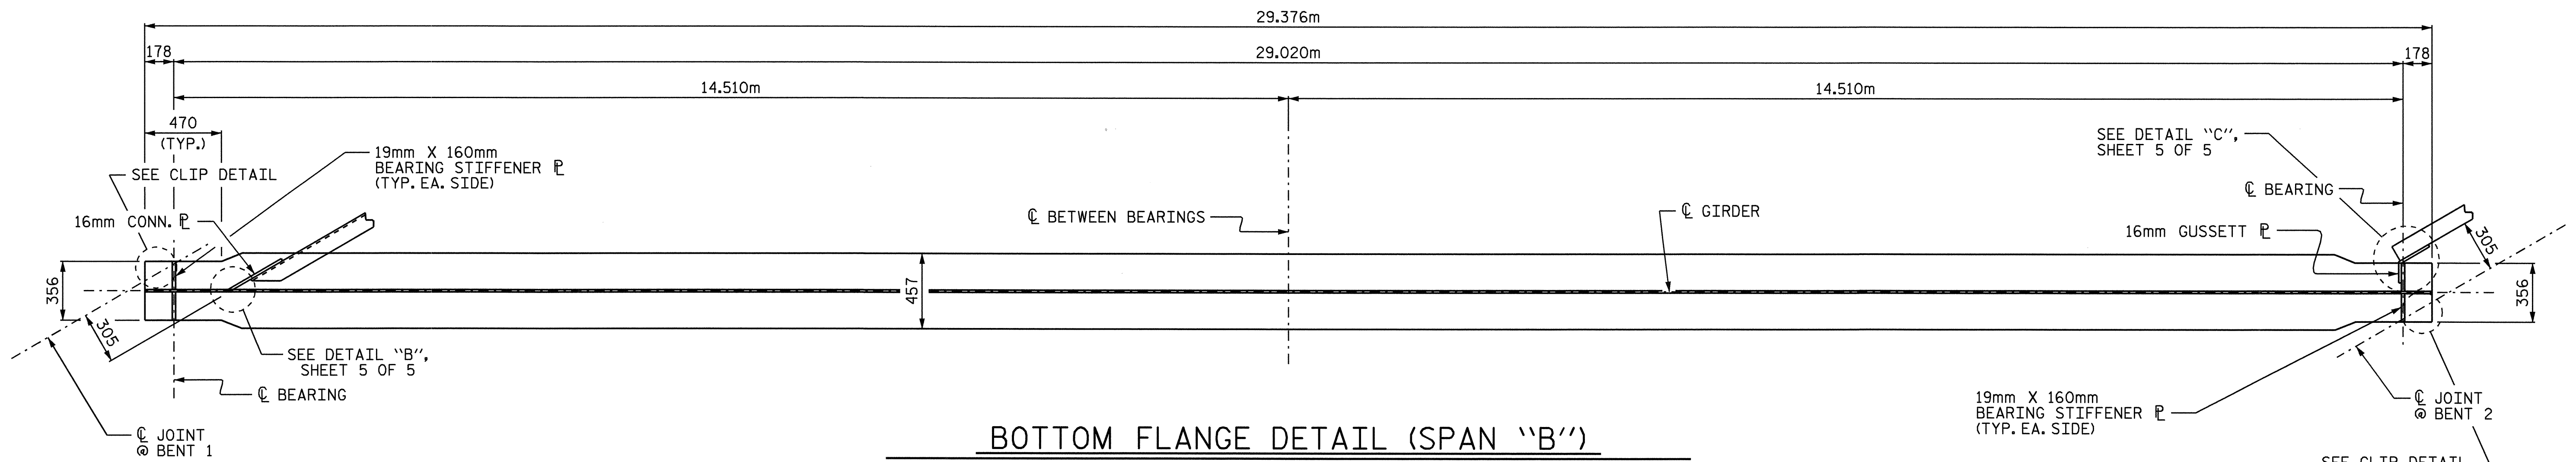 29.376m
178
29.020m
178
14.510m
14.510m
470
(TYP.)
SEE CLIP DETAIL
19mm X 160mm
BEARING STIFFENER ⅊
(TYP. EA. SIDE)
16mm CONN. ⅊
356
305
SEE DETAIL "B",
SHEET 5 OF 5
℄ BEARING
℄ JOINT
@ BENT 1
457
℄ BETWEEN BEARINGS
℄ GIRDER
SEE DETAIL "C",
SHEET 5 OF 5
℄ BEARING
16mm GUSSETT ⅊
305
356
19mm X 160mm
BEARING STIFFENER ⅊
(TYP. EA. SIDE)
℄ JOINT
@ BENT 2
SEE CLIP DETAIL
BOTTOM FLANGE DETAIL (SPAN "B")